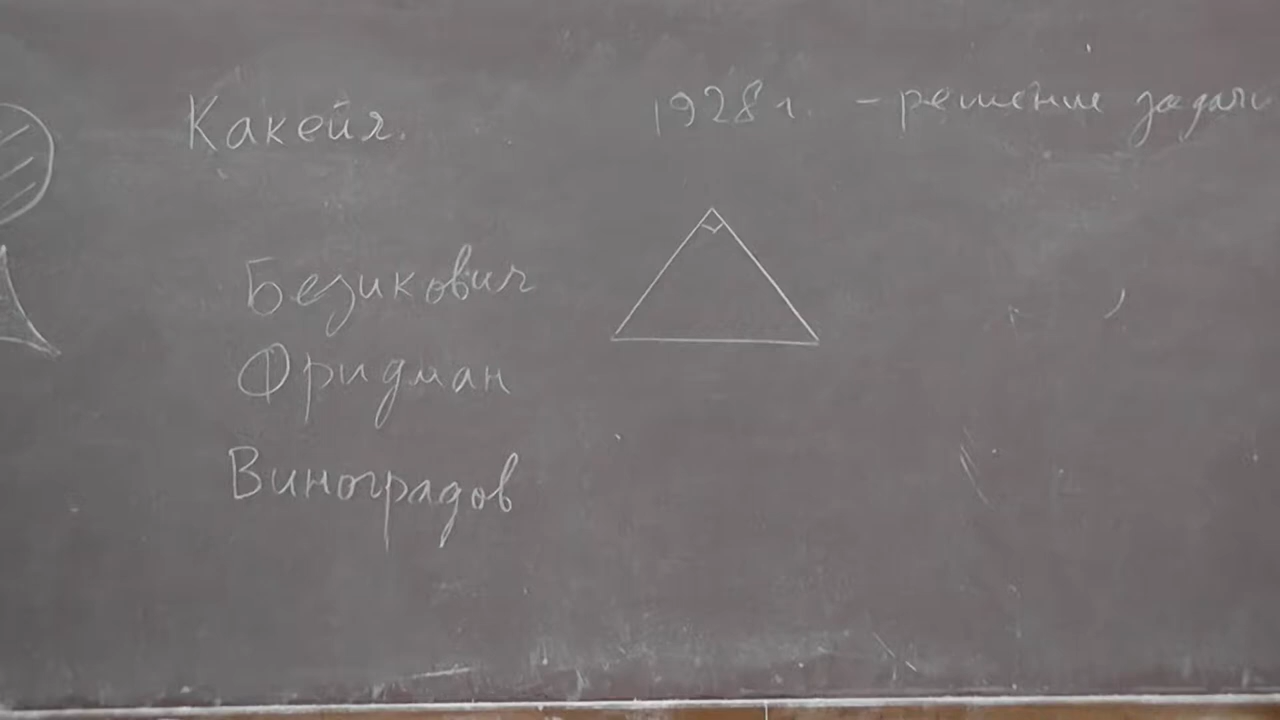 Какейя.
1928 г. - решение задачи
Безикович
Фридман
Виноградов